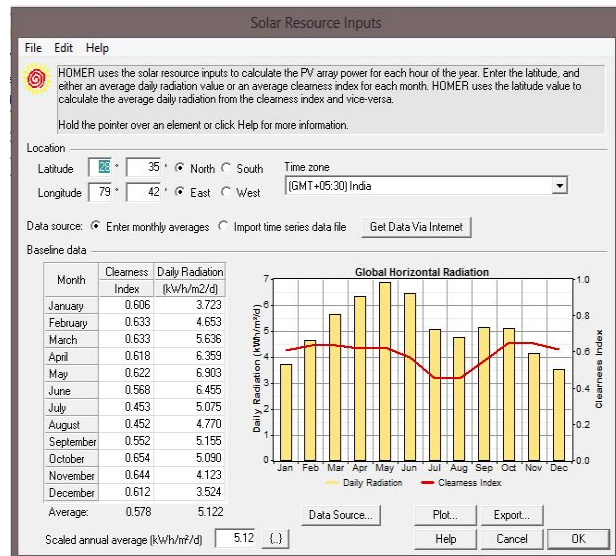 Solar Resource Inputs
File Edit Help
HOMER uses the solar resource inputs to calculate the PV array power for each hour of the year. Enter the latitude, and
either an average daily radiation value or an average clearness index for each month. HOMER uses the latitude value to
calculate the average daily radiation from the clearness index and vice-versa.
Hold the pointer over an element or click Help for more information.
Location
Latitude 28 ° 35 ' North South Time zone
Longitude 79 ° 42 ' East West (GMT+05:30) India
Data source: Enter monthly averages Import time series data file Get Data Via Internet
Baseline data
Month Clearness Index Daily Radiation (kWh/m2/d)
January 0.606 3.723
February 0.633 4.653
March 0.633 5.636
April 0.618 6.359
May 0.622 6.903
June 0.568 6.455
July 0.453 5.075
August 0.452 4.770
September 0.552 5.155
October 0.654 5.090
November 0.644 4.123
December 0.612 3.524
Average: 0.578 5.122
Scaled annual average (kWh/m²/d) 5.12 {..}
Global Horizontal Radiation
Daily Radiation (kWh/m²/d)
7
6
5
4
3
2
1
0
Jan Feb Mar Apr May Jun Jul Aug Sep Oct Nov Dec
1.0
0.8
0.6
0.4
0.2
0.0
Clearness Index
Daily Radiation Clearness Index
Data Source... Plot... Export...
Help Cancel OK